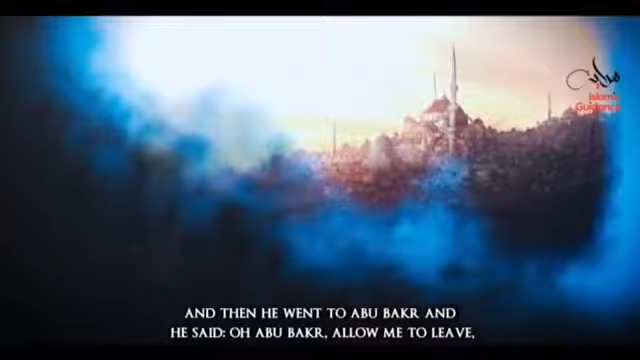 هداية
Islamic
Guidance
AND THEN HE WENT TO ABU BAKR AND
HE SAID: OH ABU BAKR, ALLOW ME TO LEAVE,